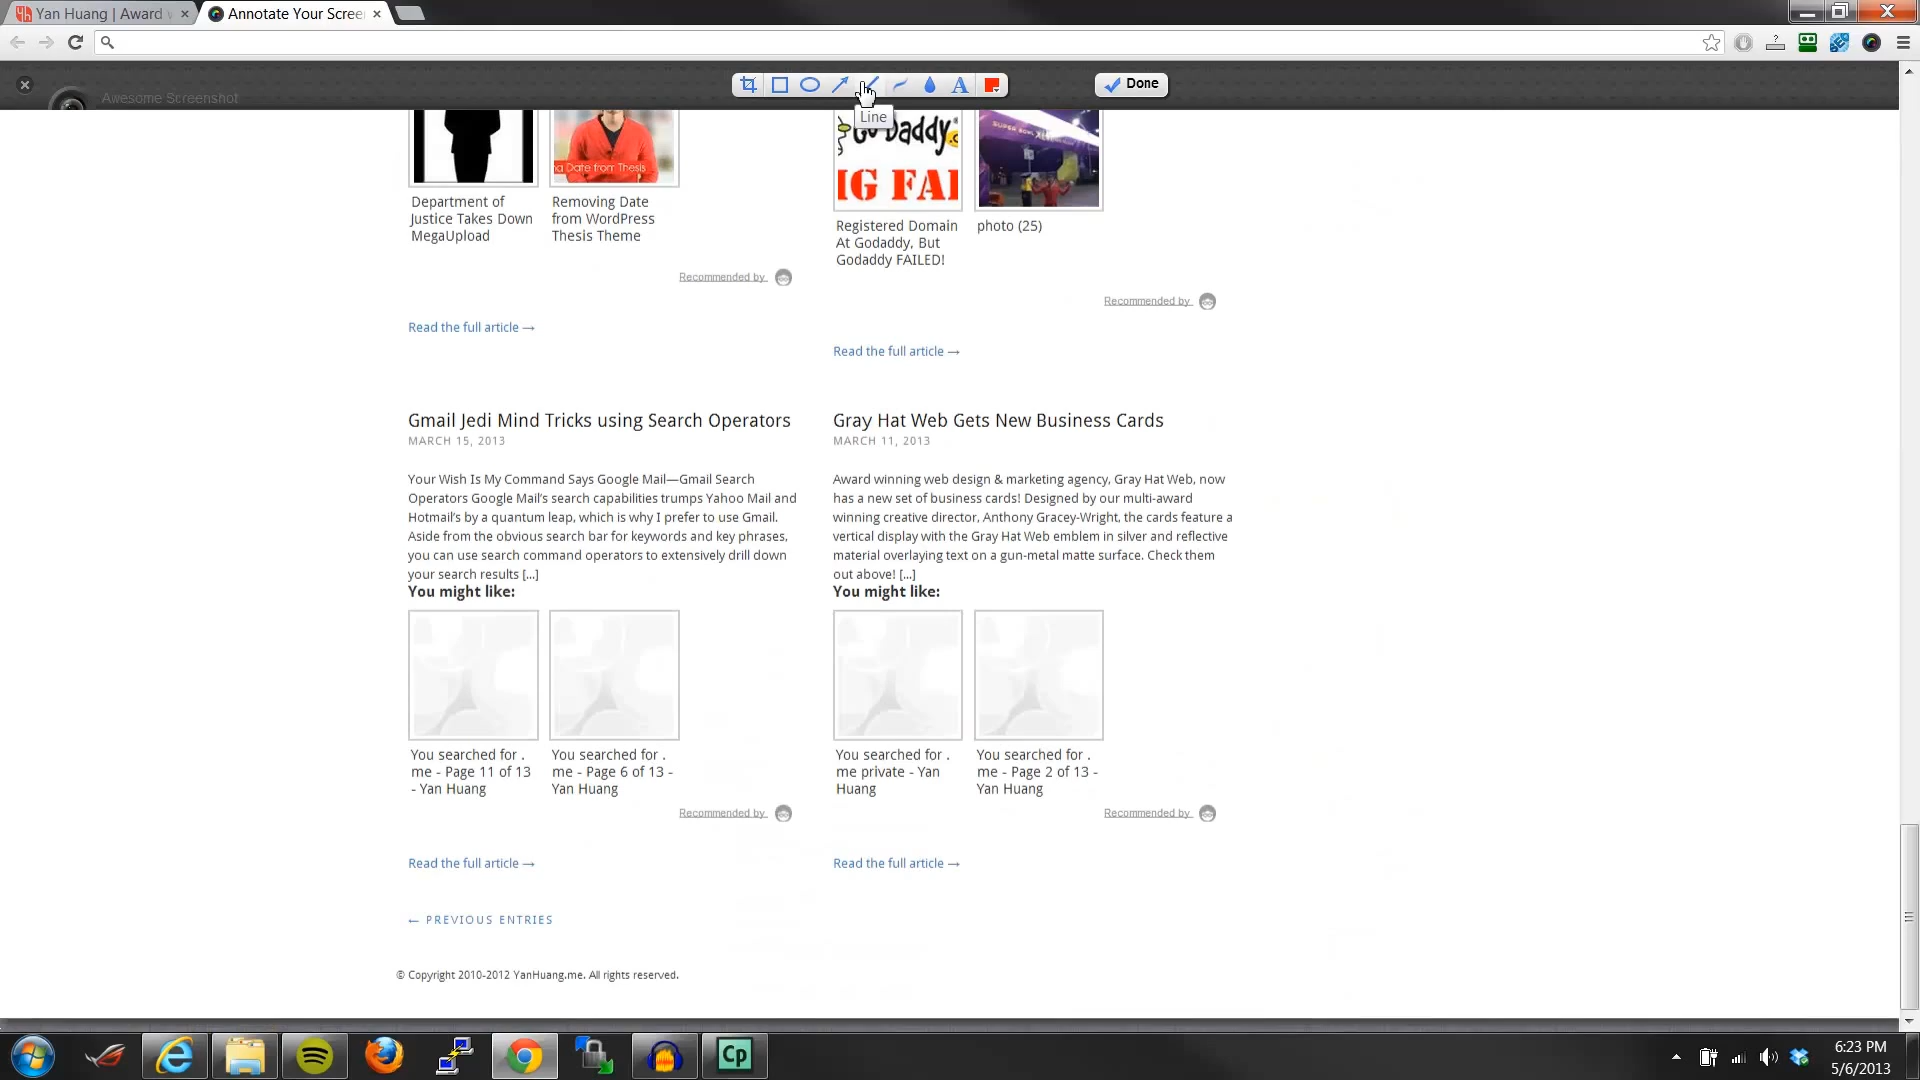 Yan Huang | Award
Annotate Your Scree
Awesome Screenshot
Done
Line
na Date from Thesis
Department of
Justice Takes Down
MegaUpload
Removing Date
from WordPress
Thesis Theme
Recommended by
Read the full article →
Go Daddy
IG FAI
SUPER BOWL
Registered Domain
At Godaddy, But
Godaddy FAILED!
photo (25)
Recommended by
Read the full article →
Gmail Jedi Mind Tricks using Search Operators
MARCH 15, 2013
Your Wish Is My Command Says Google Mail—Gmail Search
Operators Google Mail's search capabilities trumps Yahoo Mail and
Hotmail's by a quantum leap, which is why I prefer to use Gmail.
Aside from the obvious search bar for keywords and key phrases,
you can use search command operators to extensively drill down
your search results [...]
You might like:
You searched for .
me - Page 11 of 13
- Yan Huang
You searched for .
me - Page 6 of 13 -
Yan Huang
Recommended by
Read the full article →
Gray Hat Web Gets New Business Cards
MARCH 11, 2013
Award winning web design & marketing agency, Gray Hat Web, now
has a new set of business cards! Designed by our multi-award
winning creative director, Anthony Gracey-Wright, the cards feature a
vertical display with the Gray Hat Web emblem in silver and reflective
material overlaying text on a gun-metal matte surface. Check them
out above! [...]
You might like:
You searched for .
me private - Yan
Huang
You searched for .
me - Page 2 of 13 -
Yan Huang
Recommended by
Read the full article →
← PREVIOUS ENTRIES
© Copyright 2010-2012 YanHuang.me. All rights reserved.
Cp
6:23 PM
5/6/2013